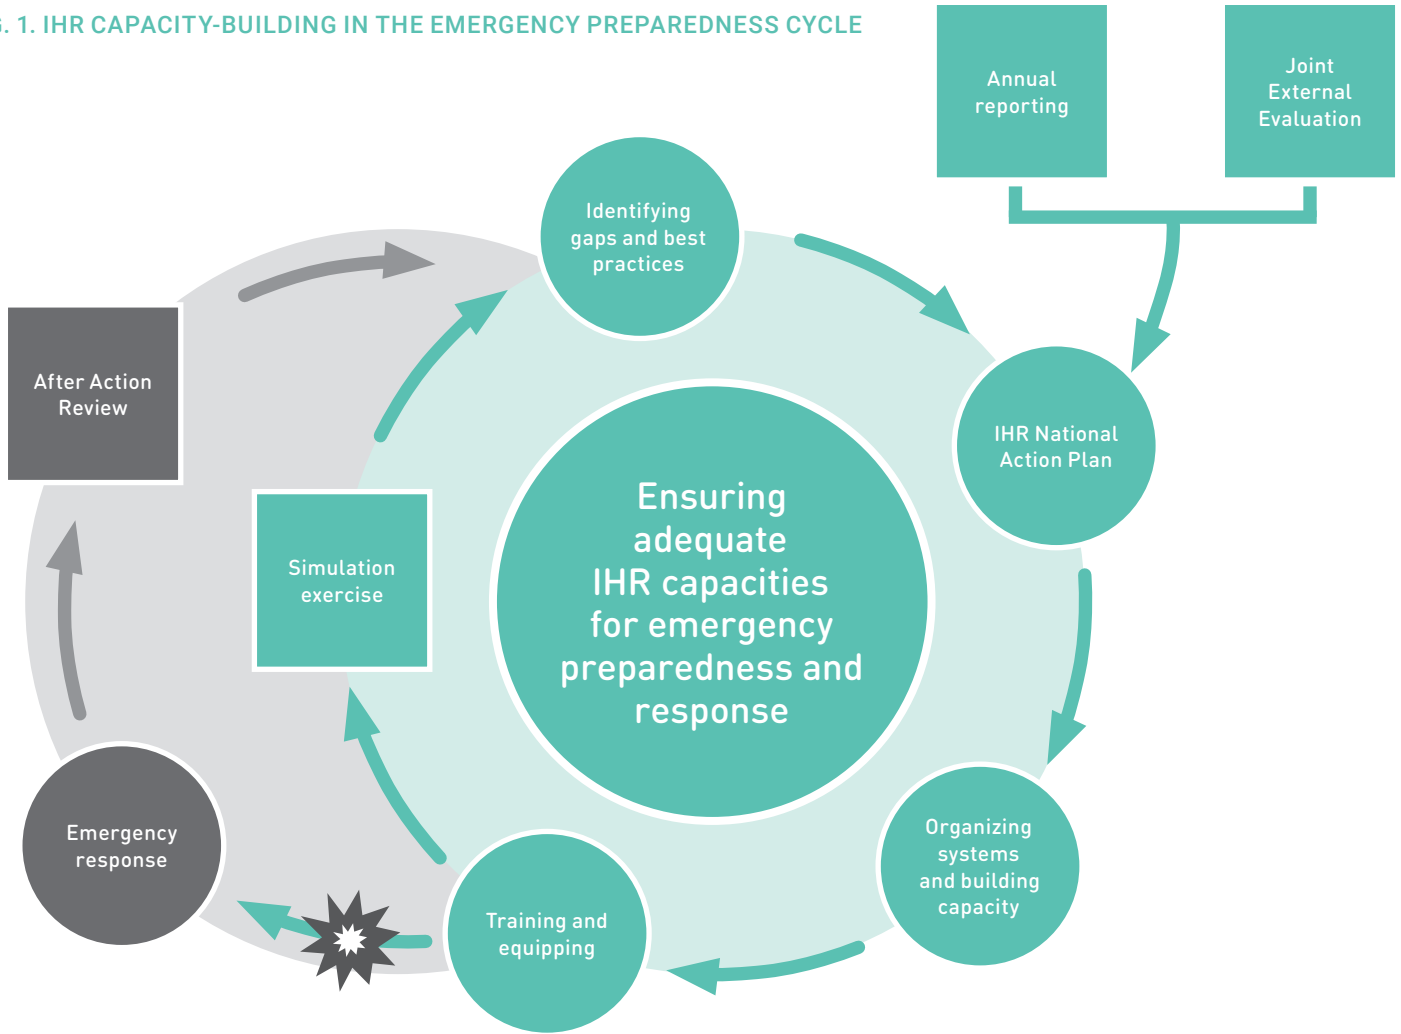 . 1. IHR CAPACITY-BUILDING IN THE EMERGENCY PREPAREDNESS CYCLE
Annual
reporting
Joint
External
Evaluation
Identifying
gaps and best
practices
After Action
Review
IHR National
Action Plan
Simulation
exercise
Ensuring
adequate
IHR capacities
for emergency
preparedness and
response
Emergency
response
Organizing
systems
and building
capacity
Training and
equipping